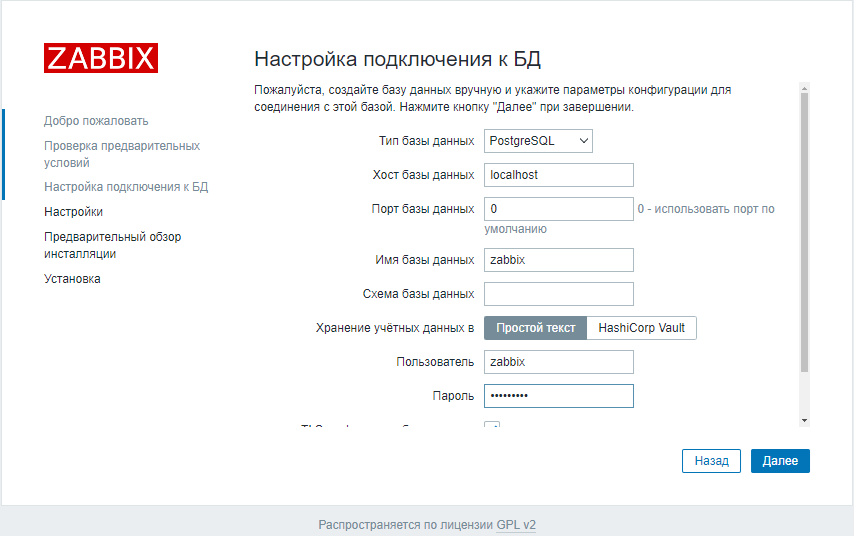 ZABBIX
Добро пожаловать
Проверка предварительных
условий
Настройка подключения к БД
Настройки
Предварительный обзор
инсталляции
Установка
Настройка подключения к БД
Пожалуйста, создайте базу данных вручную и укажите параметры конфигурации для
соединения с этой базой. Нажмите кнопку "Далее" при завершении.
Тип базы данных PostgreSQL
Хост базы данных localhost
Порт базы данных 0 0 - использовать порт по
умолчанию
Имя базы данных zabbix
Схема базы данных
Хранение учётных данных в Простой текст HashiCorp Vault
Пользователь zabbix
Пароль •••••••••
Назад Далее
Распространяется по лицензии GPL v2